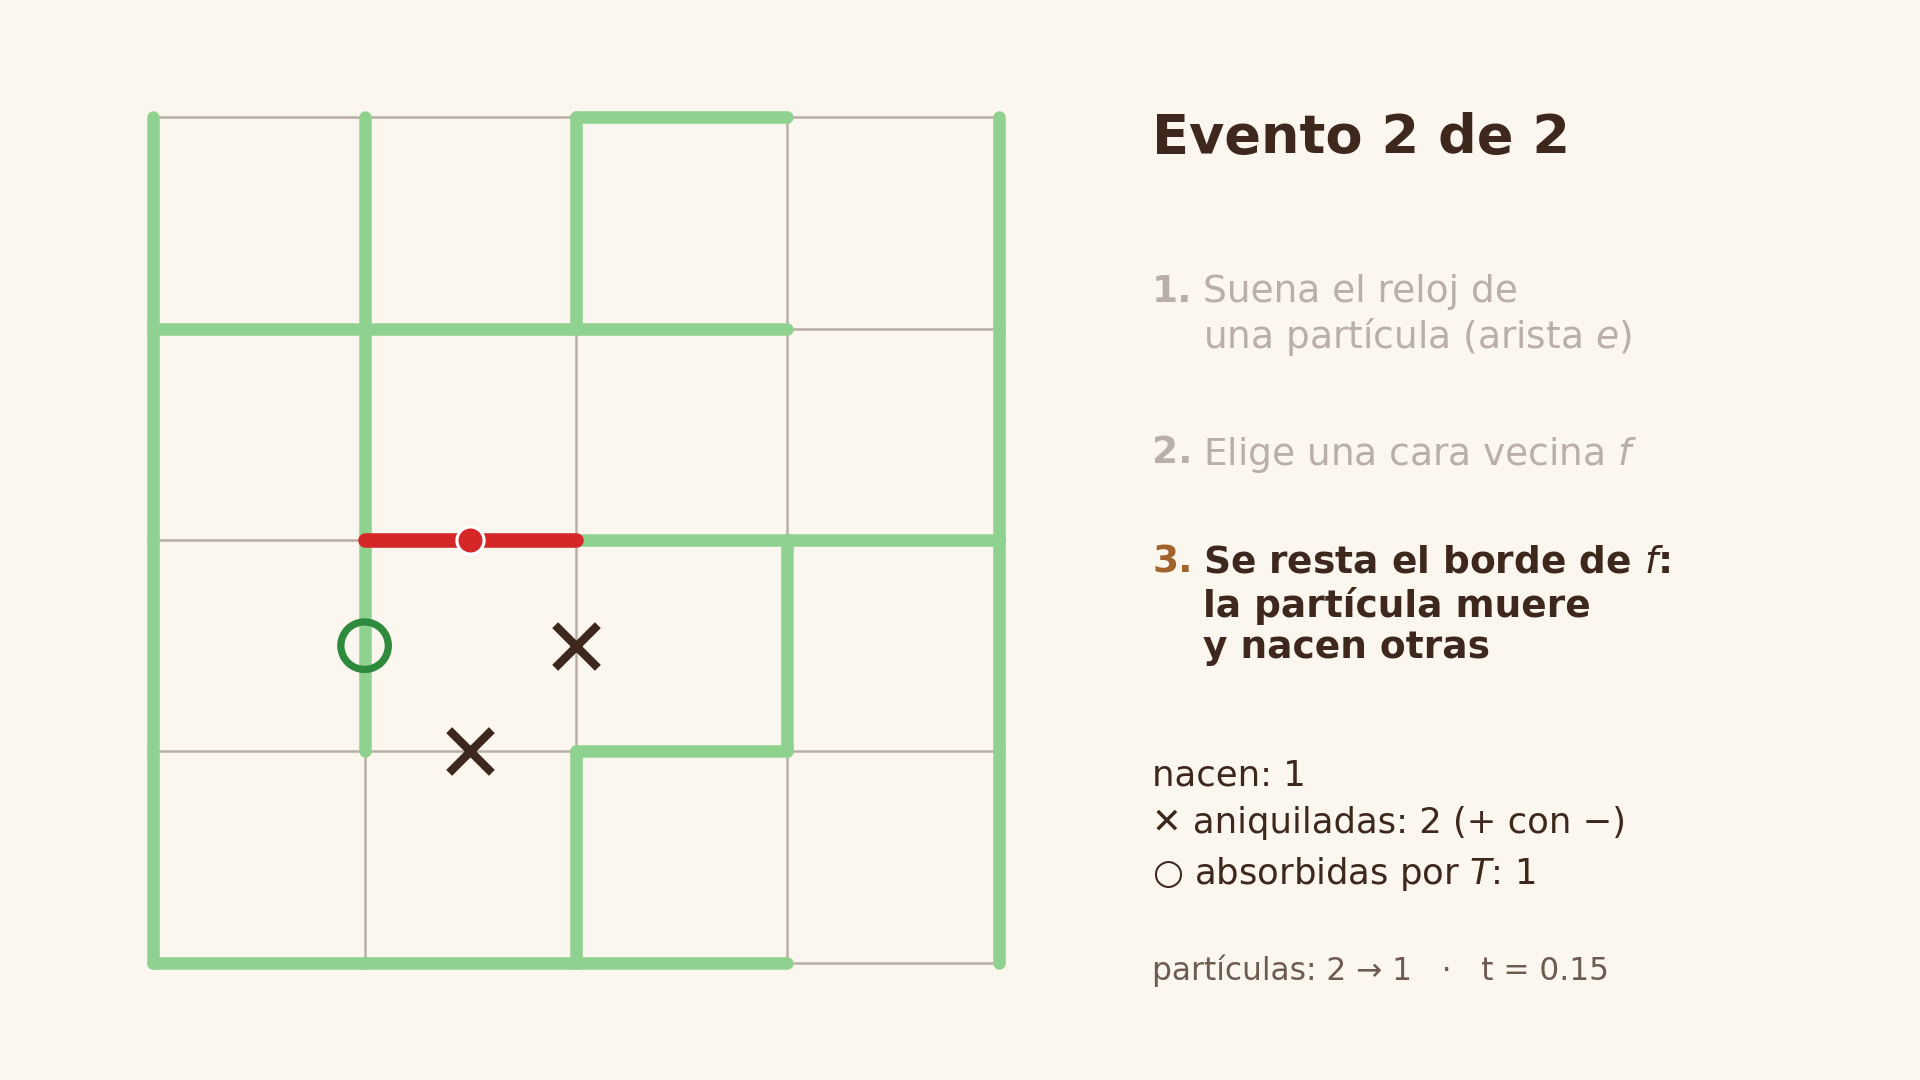 Evento 2 de 2
1. Suena el reloj de
una partícula (arista e)
2. Elige una cara vecina f
3. Se resta el borde de f:
la partícula muere
y nacen otras
nacen: 1
✕ aniquiladas: 2 (+ con −)
○ absorbidas por T: 1
partículas: 2 → 1 · t = 0.15